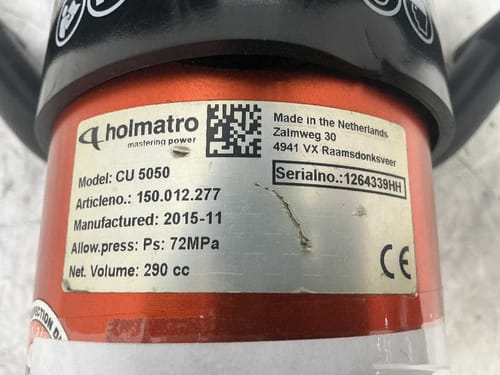 holmatro
mastering power
Made in the Netherlands
Zalmweg 30
4941 VX Raamsdonksveer
Model: CU 5050
Serialno.: 1264339HH
Articleno.: 150.012.277
Manufactured: 2015-11
Allow.press: Ps: 72MPa
Net. Volume: 290 cc
CE